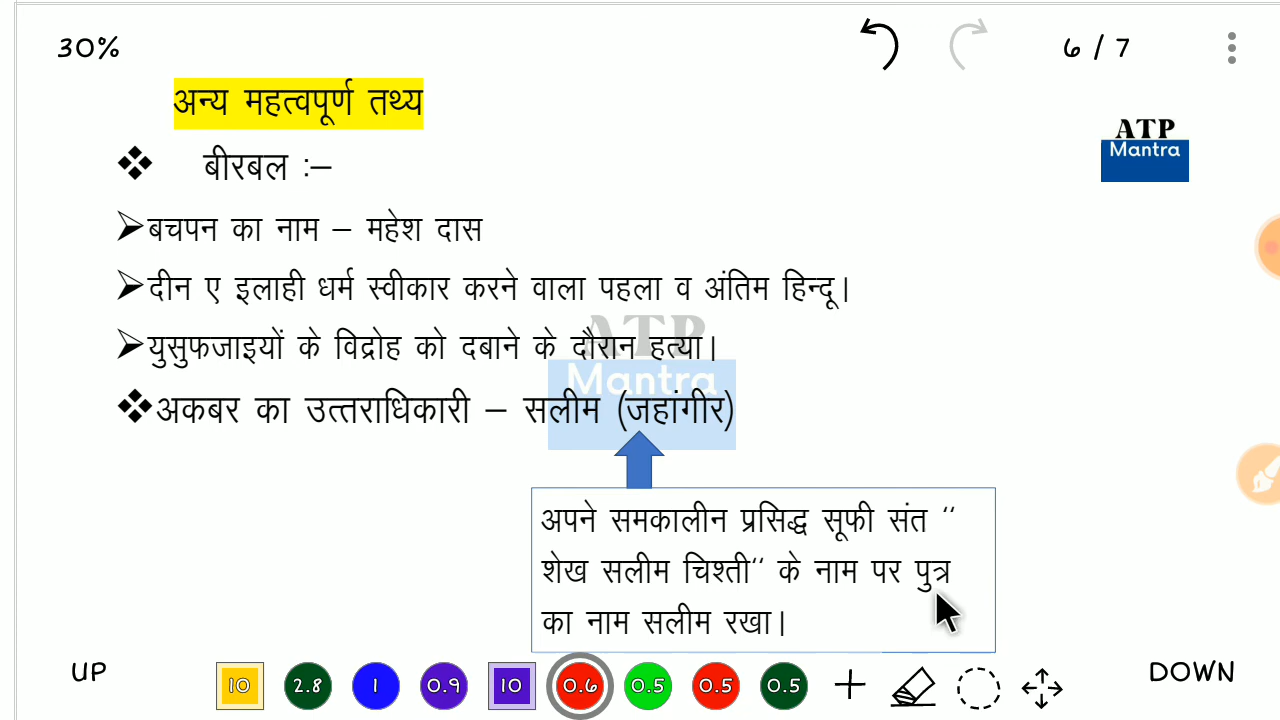 30%
6 / 7
अन्य महत्वपूर्ण तथ्य
ATP
Mantra
❖ बीरबल :–
➢बचपन का नाम – महेश दास
➢दीन ए इलाही धर्म स्वीकार करने वाला पहला व अंतिम हिन्दू।
➢युसुफजाइयों के विद्रोह को दबाने के दौरान हत्या।
ATP
Mantra
❖अकबर का उत्तराधिकारी – सलीम (जहांगीर)
अपने समकालीन प्रसिद्ध सूफी संत ‘‘
शेख सलीम चिश्ती’’ के नाम पर पुत्र
का नाम सलीम रखा।
UP
10 2.8 1 0.9 10 0.6 0.5 0.5 0.5
DOWN